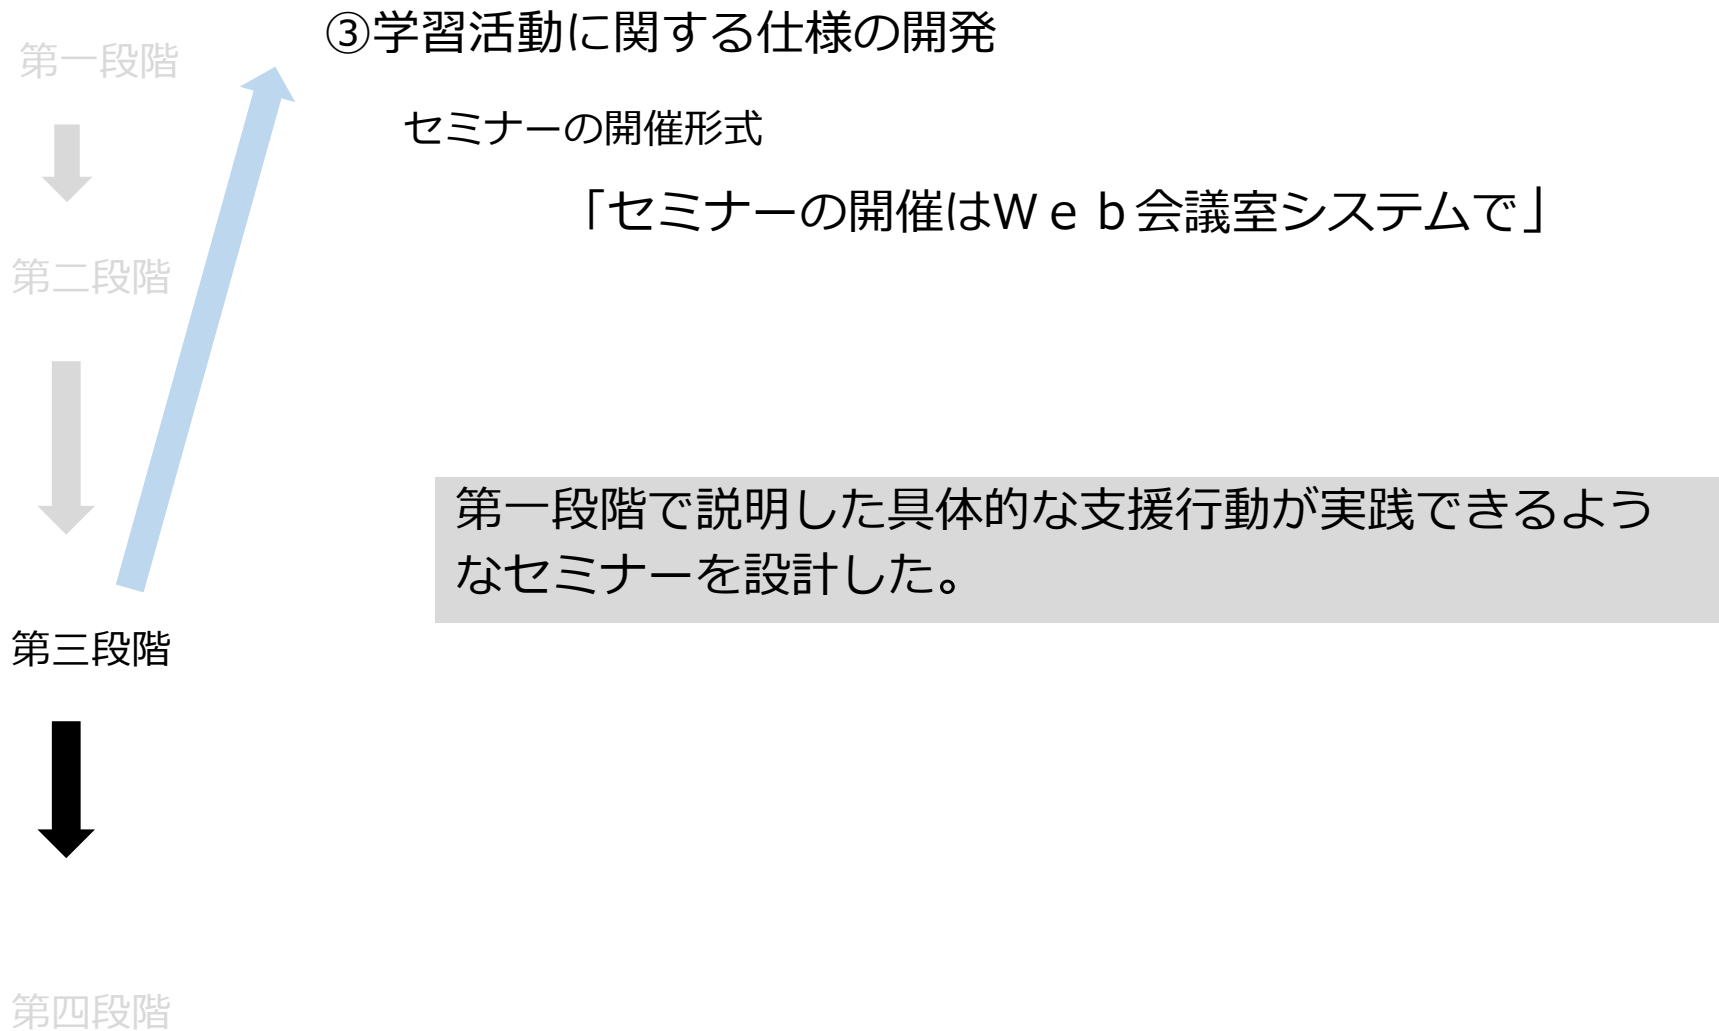 ③学習活動に関する仕様の開発
第一段階
セミナーの開催形式
「セミナーの開催はＷｅｂ会議室システムで」
第二段階
第一段階で説明した具体的な支援行動が実践できるよう
なセミナーを設計した。
第三段階
第四段階